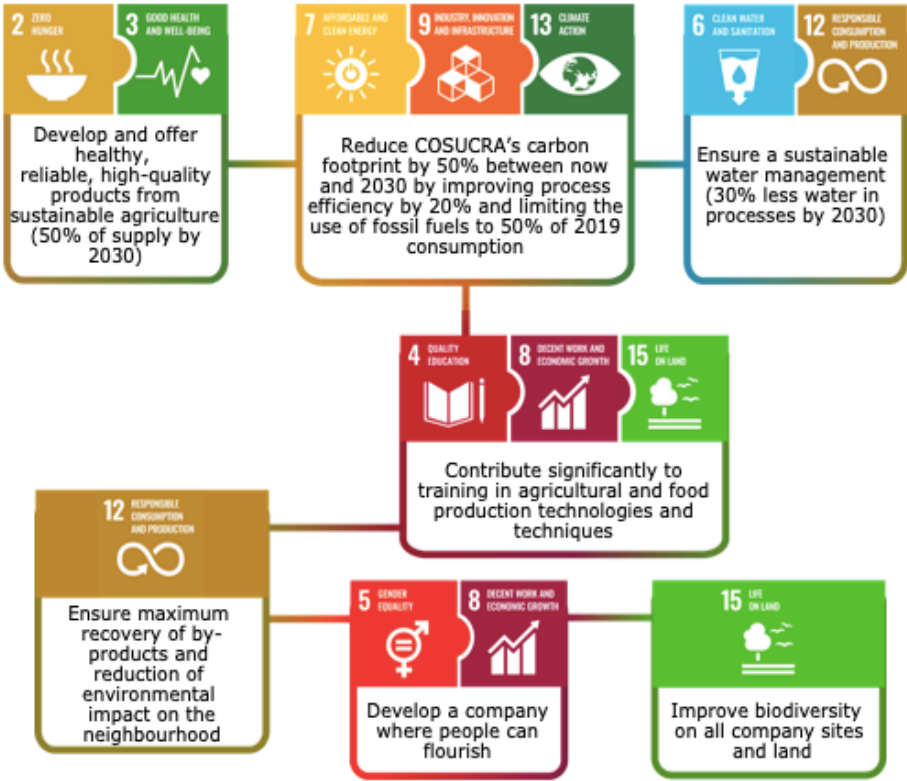 2 ZERO
HUNGER
3 GOOD HEALTH
AND WELL-BEING
Develop and offer
healthy,
reliable, high-quality
products from
sustainable agriculture
(50% of supply by
2030)
7 AFFORDABLE AND
CLEAN ENERGY
9 INDUSTRY, INNOVATION
AND INFRASTRUCTURE
13 CLIMATE
ACTION
Reduce COSUCRA’s carbon
footprint by 50% between now
and 2030 by improving process
efficiency by 20% and limiting the
use of fossil fuels to 50% of 2019
consumption
6 CLEAN WATER
AND SANITATION
12 RESPONSIBLE
CONSUMPTION
AND PRODUCTION
Ensure a sustainable
water management
(30% less water in
processes by 2030)
4 QUALITY
EDUCATION
8 DECENT WORK AND
ECONOMIC GROWTH
15 LIFE
ON LAND
Contribute significantly to
training in agricultural and food
production technologies and
techniques
12 RESPONSIBLE
CONSUMPTION
AND PRODUCTION
Ensure maximum
recovery of by-
products and
reduction of
environmental
impact on the
neighbourhood
5 GENDER
EQUALITY
8 DECENT WORK AND
ECONOMIC GROWTH
Develop a company
where people can
flourish
15 LIFE
ON LAND
Improve biodiversity
on all company sites
and land